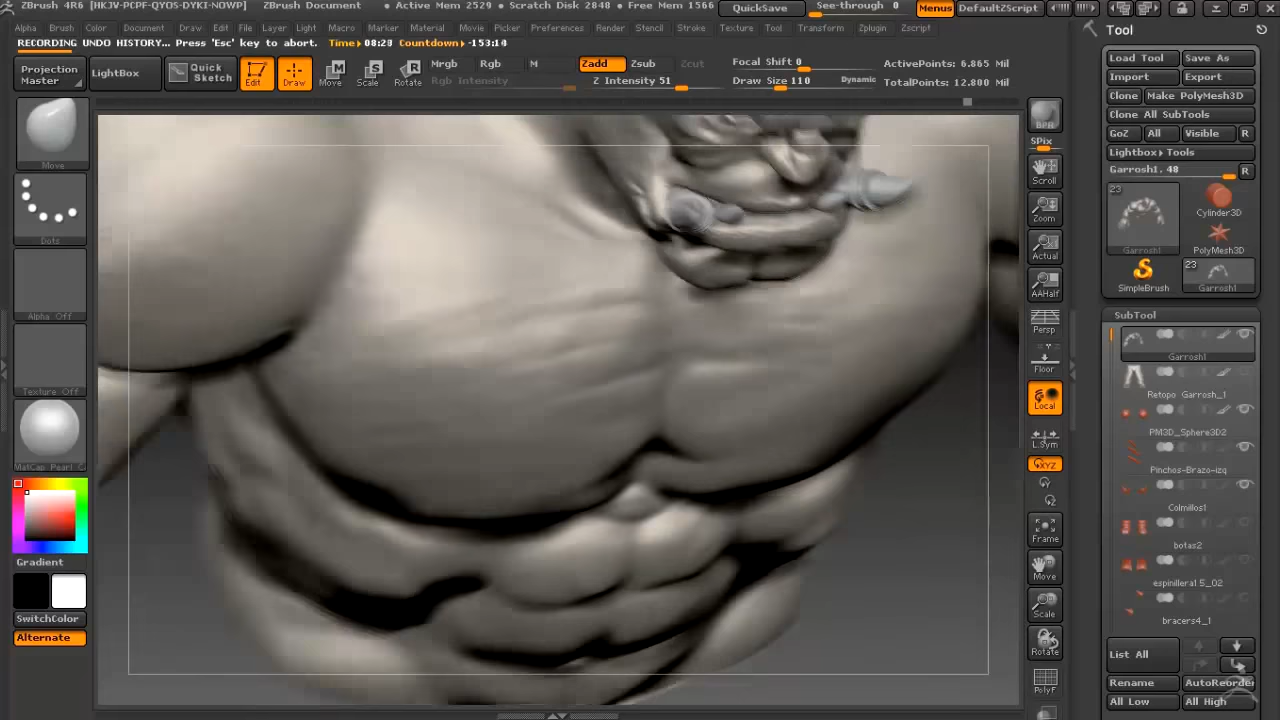 ZBrush 4R6 [HKJV-PCPF-QYOS-DYKI-NOWP] ZBrush Document • Active Mem 2529 • Scratch Disk 2848 • Free Mem 1566 QuickSave See-through 0 Menus DefaultZScript
Alpha Brush Color Document Draw Edit File Layer Light Macro Marker Material Movie Picker Preferences Render Stencil Stroke Texture Tool Transform Zplugin Zscript
RECORDING UNDO HISTORY... Press 'Esc' key to abort. Time▸08:29 Countdown▸-153:14
Projection Master
LightBox
Quick Sketch
Edit
Draw
Move
Scale
Rotate
Mrgb Rgb M
Rgb Intensity
Zadd Zsub Zcut
Z Intensity 51
Focal Shift 0
Draw Size 110 Dynamic
ActivePoints: 6.865 Mil
TotalPoints: 12.800 Mil
Move
Dots
Alpha Off
Texture Off
MatCap Pearl C
Gradient
SwitchColor
Alternate
BPR
SPix
Scroll
Zoom
Actual
AAHalf
Persp
Floor
Local
L.Sym
XYZ
Frame
Move
Scale
Rotate
PolyF
Tool
Load Tool Save As
Import Export
Clone Make PolyMesh3D
Clone All SubTools
GoZ All Visible R
Lightbox▸Tools
Garrosh1. 48 R
23
Garrosh1
Cylinder3D
PolyMesh3D
SimpleBrush
23
Garrosh1
SubTool
Garrosh1
Retopo_Garrosh_1
PM3D_Sphere3D2
Pinchos-Brazo-izq
Colmillos1
botas2
espinillera1 5_02
bracers4_1
List All
Rename AutoReorder
All Low All High